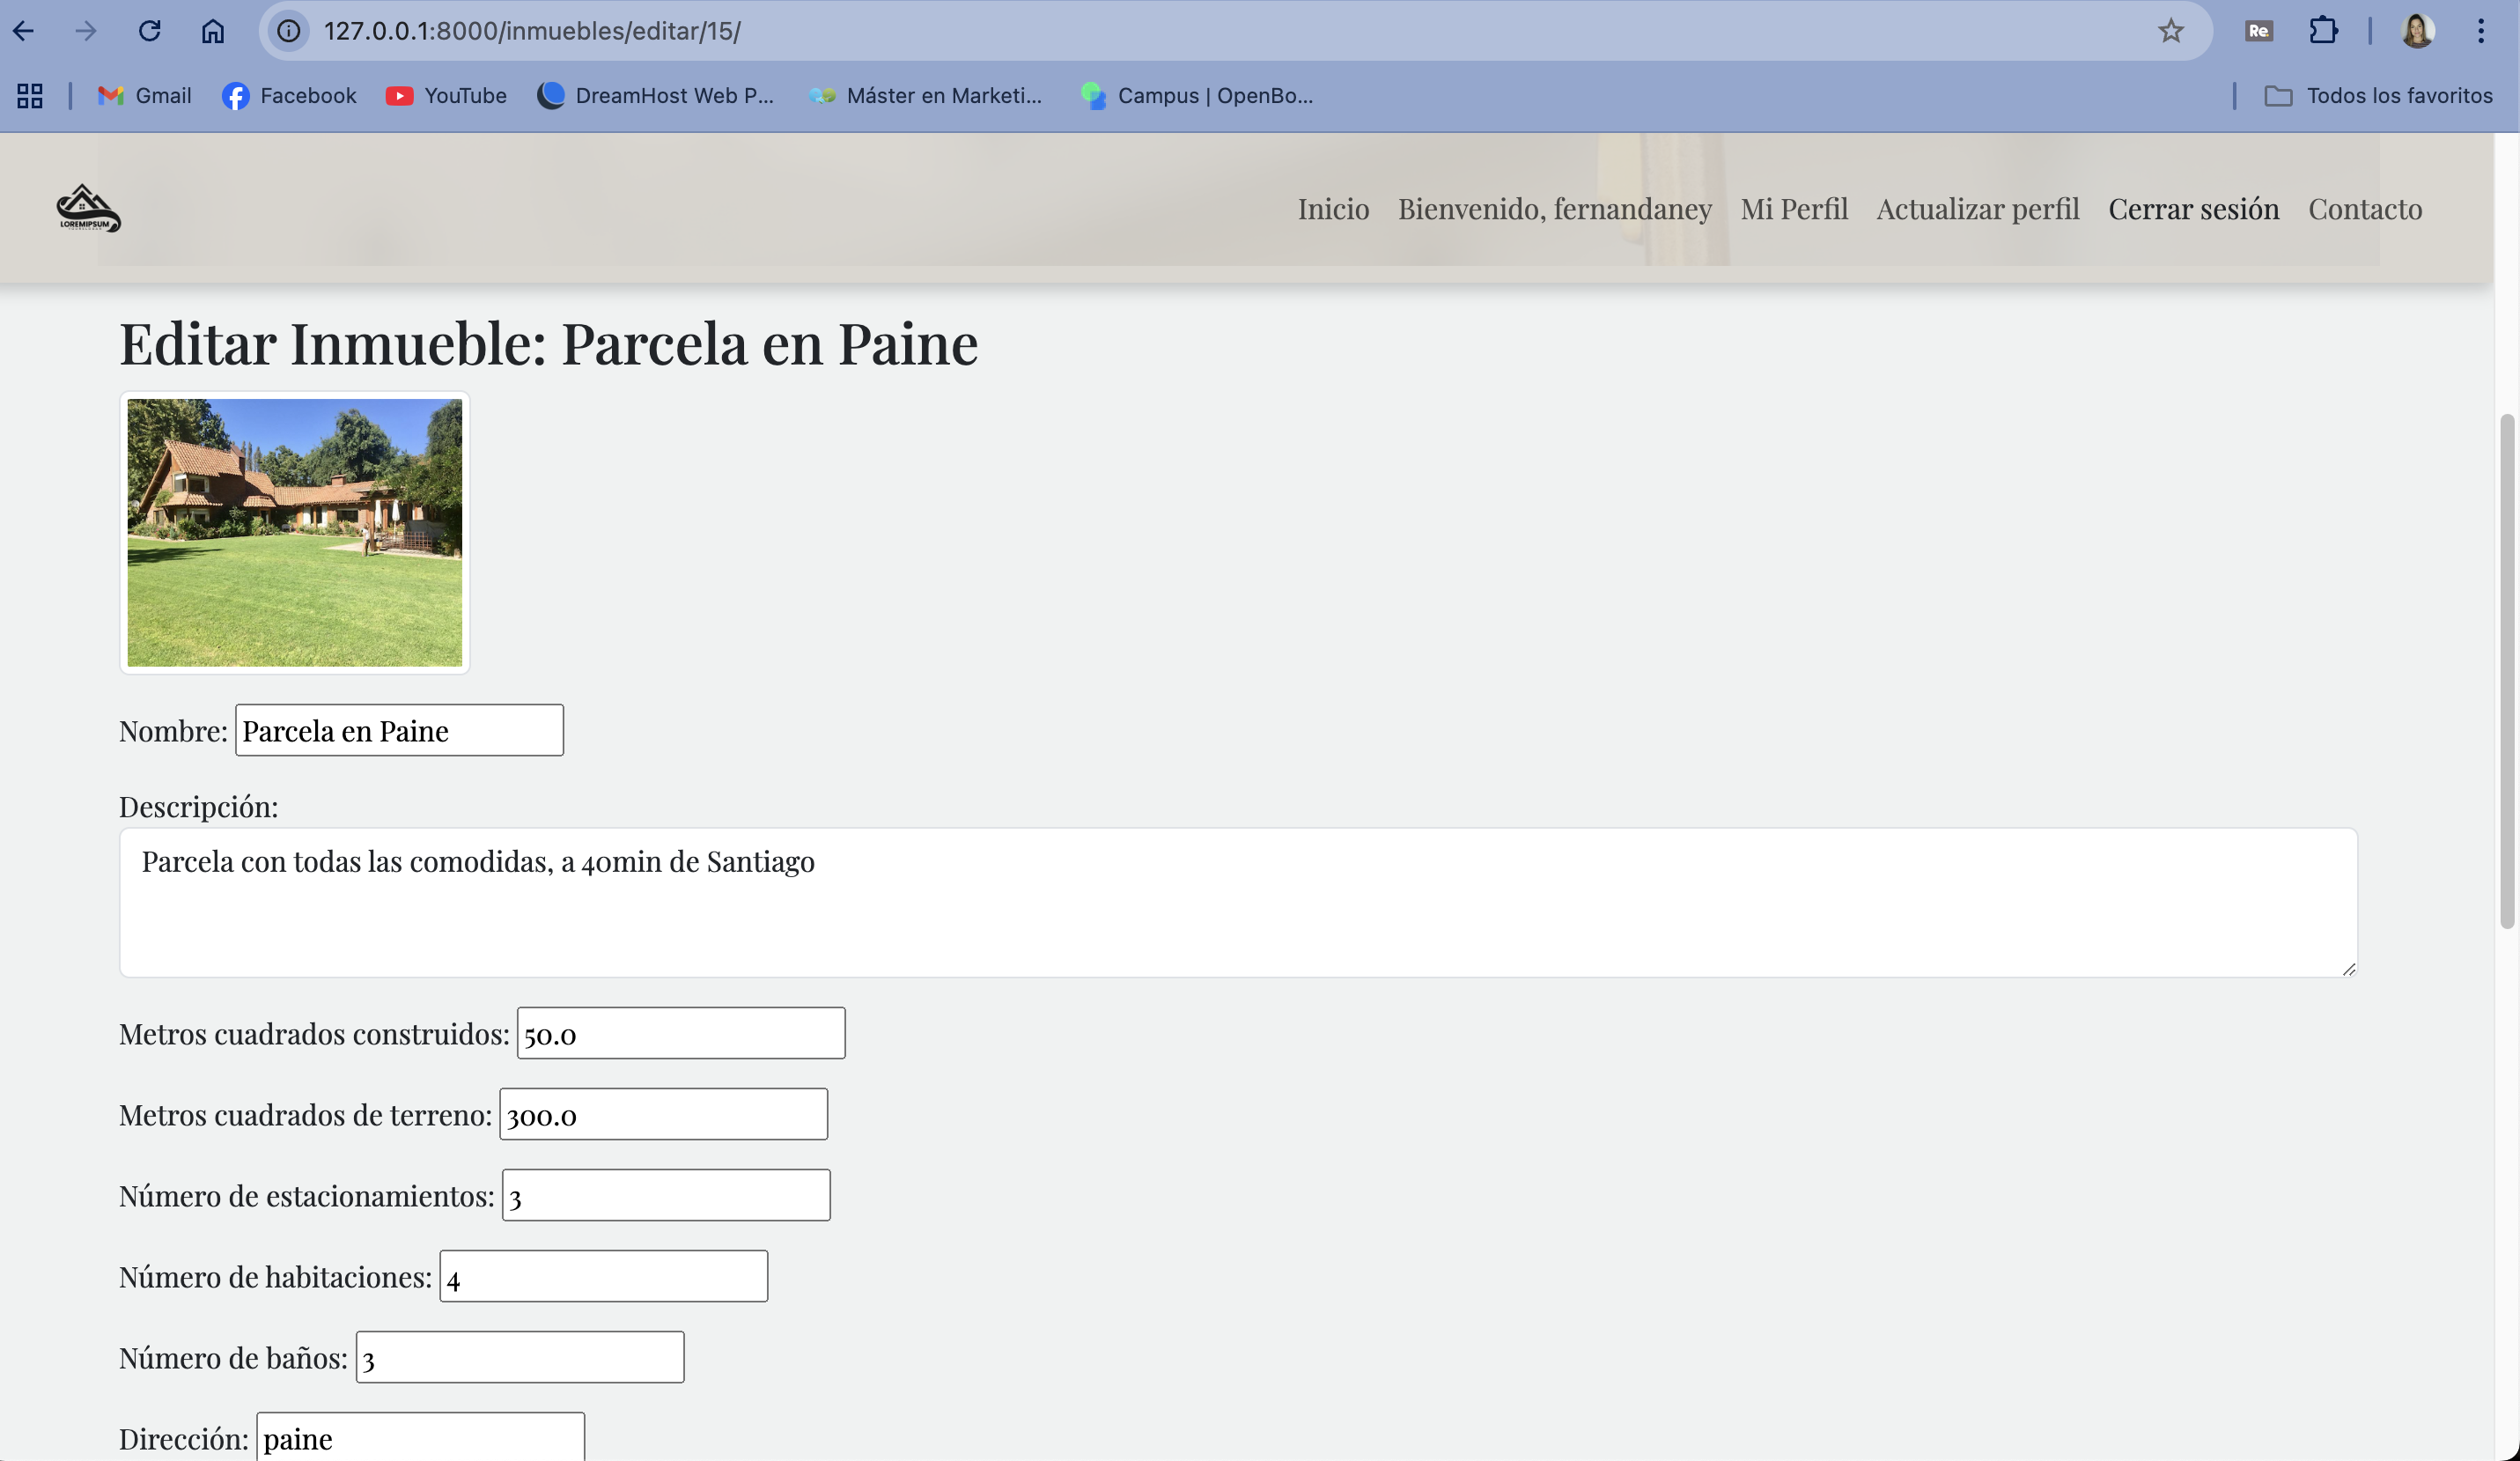 127.0.0.1:8000/inmuebles/editar/15/
Re.
Gmail
Facebook
YouTube
DreamHost Web P...
Máster en Marketi...
Campus | OpenBo...
Todos los favoritos
LOREMIPSUM
Inicio
Bienvenido, fernandaney
Mi Perfil
Actualizar perfil
Cerrar sesión
Contacto
Editar Inmueble: Parcela en Paine
Nombre: Parcela en Paine
Descripción:
Parcela con todas las comodidas, a 40min de Santiago
Metros cuadrados construidos: 50.0
Metros cuadrados de terreno: 300.0
Número de estacionamientos: 3
Número de habitaciones: 4
Número de baños: 3
Dirección: paine